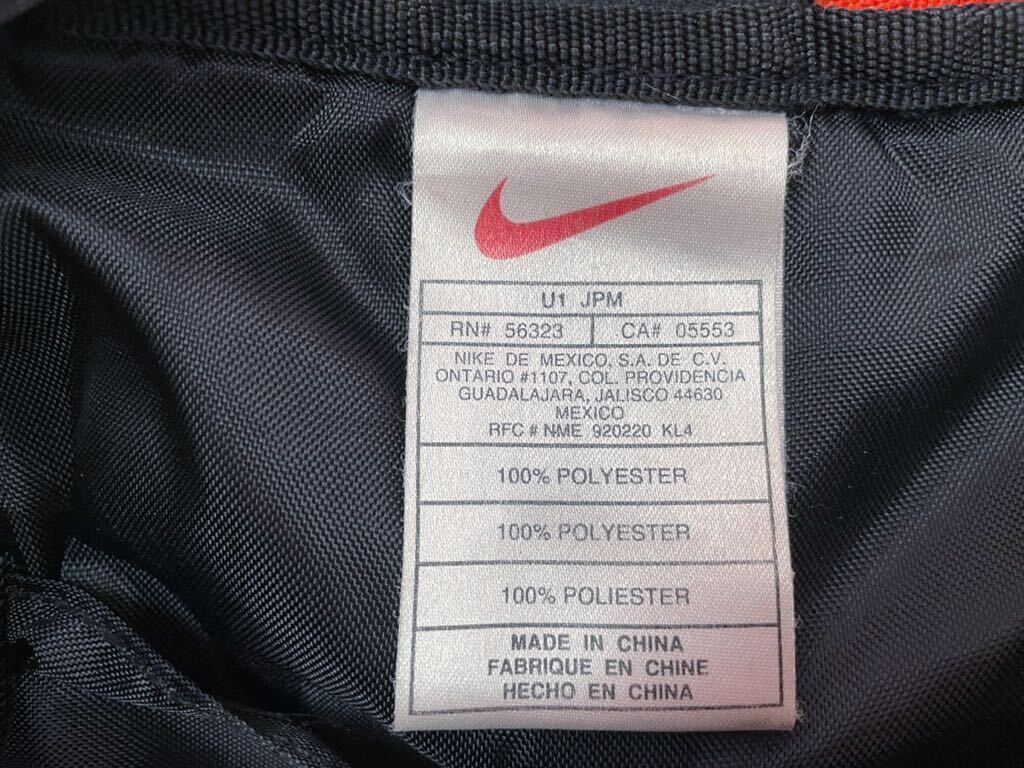 U1 JPM
RN# 56323 CA# 05553
NIKE DE MEXICO, S.A. DE C.V.
ONTARIO #1107, COL. PROVIDENCIA
GUADALAJARA, JALISCO 44630
MEXICO
RFC # NME 920220 KL4
100% POLYESTER
100% POLYESTER
100% POLIESTER
MADE IN CHINA
FABRIQUE EN CHINE
HECHO EN CHINA